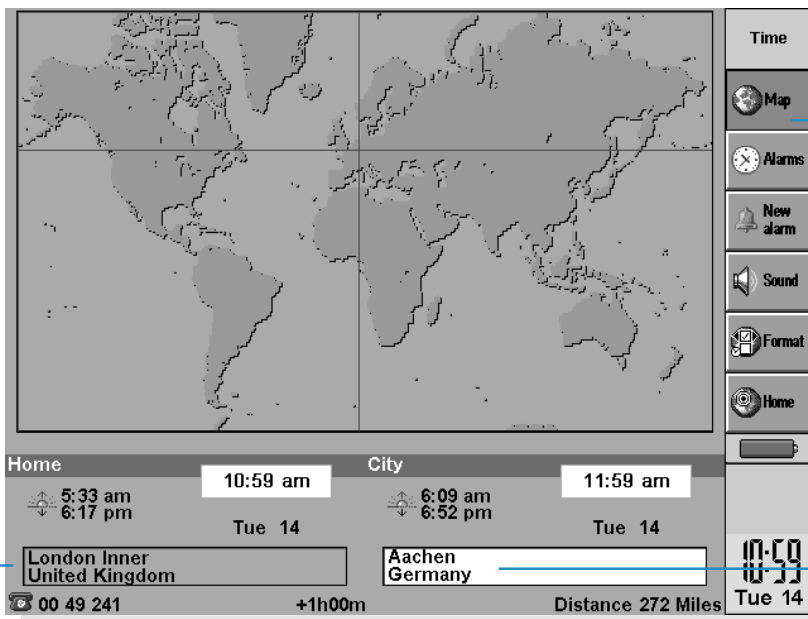 Time
Map
Alarms
New
alarm
Sound
Format
Home
Home
10:59 am
5:33 am
6:17 pm
Tue 14
London Inner
United Kingdom
City
11:59 am
6:09 am
6:52 pm
Tue 14
Aachen
Germany
00 49 241
+1h00m
Distance 272 Miles
10:59
Tue 14